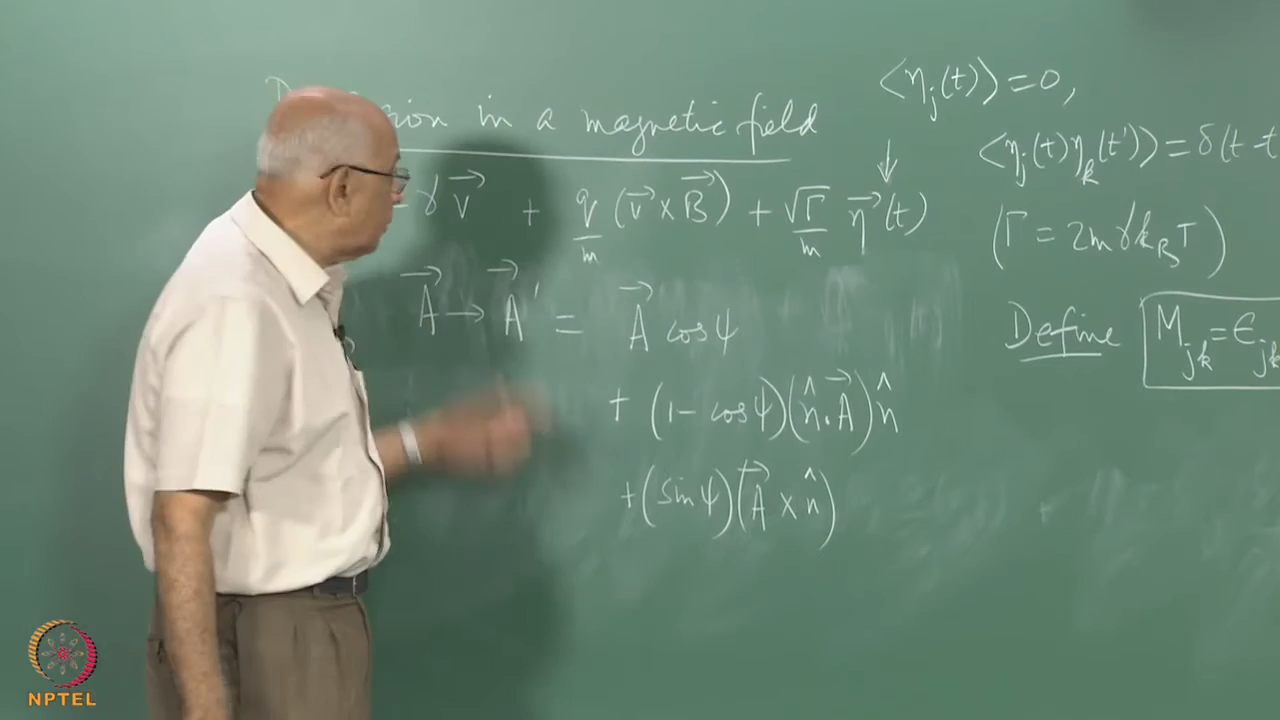 in a magnetic field
= γ v⃗ + q/m (v⃗ × B⃗) + √Γ/m η⃗(t)
A⃗ → A⃗' = A⃗ cos ψ
+ (1 - cos ψ)(n̂ . A⃗) n̂
+ (sin ψ)(A⃗ × n̂)
⟨η_j(t)⟩ = 0,
⟨η_j(t) η_k(t')⟩ = δ(t - t
↓
(Γ = 2mγk_BT)
Define M_jk = ϵ_jk
NPTEL